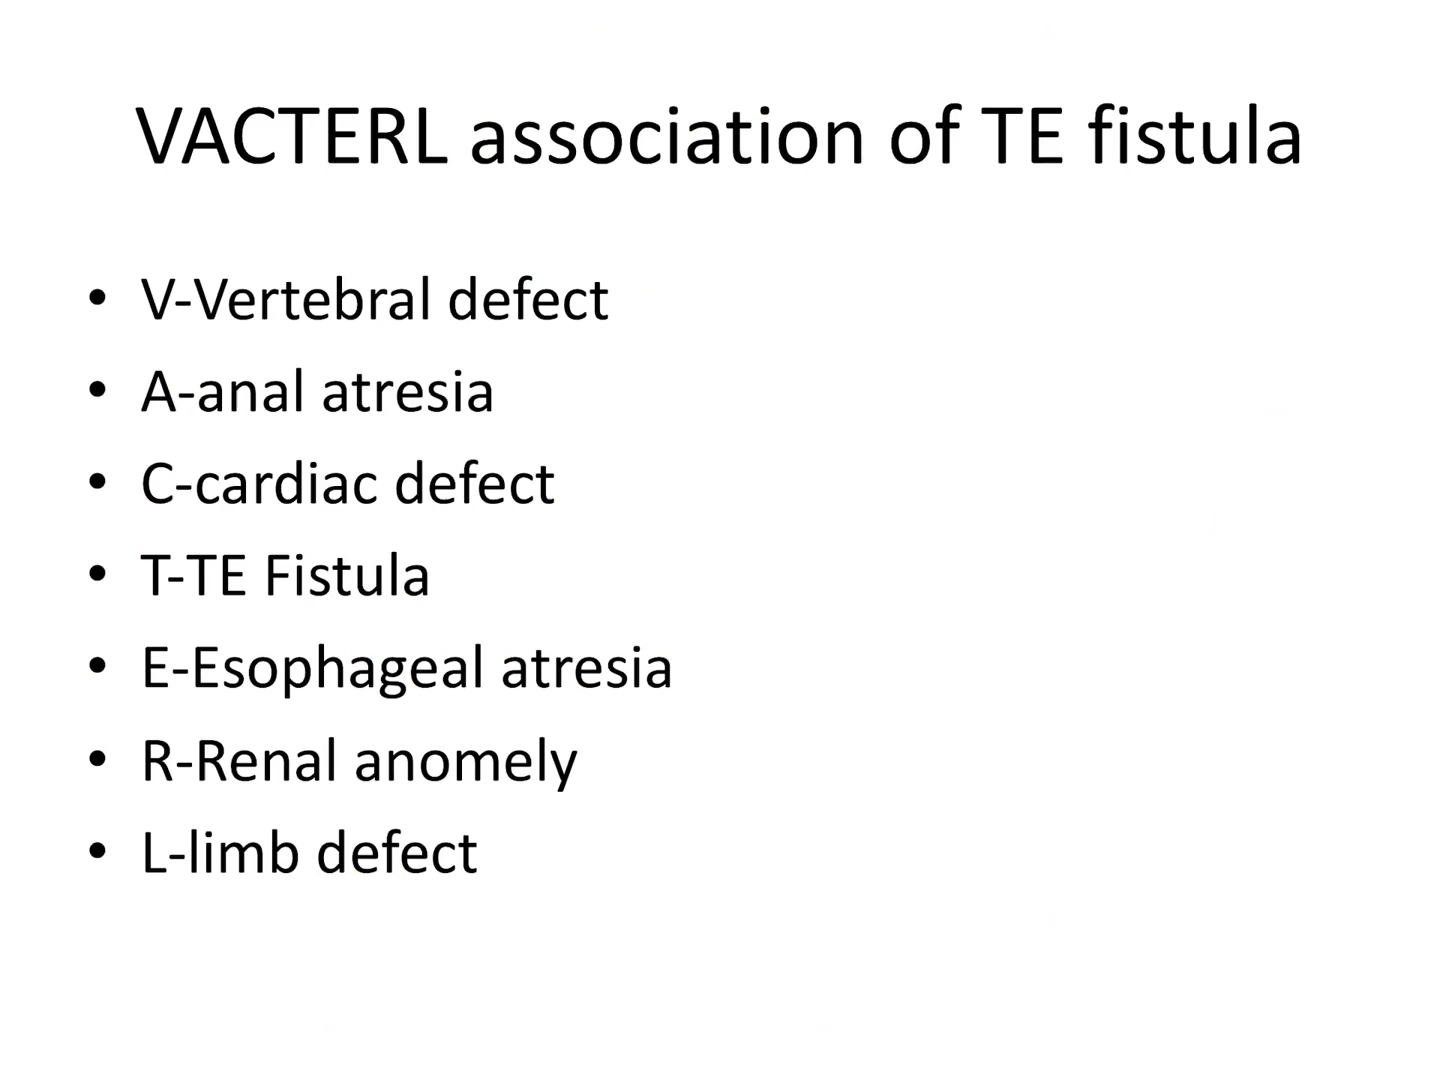 VACTERL association of TE fistula
• V-Vertebral defect
• A-anal atresia
• C-cardiac defect
• T-TE Fistula
• E-Esophageal atresia
• R-Renal anomely
• L-limb defect